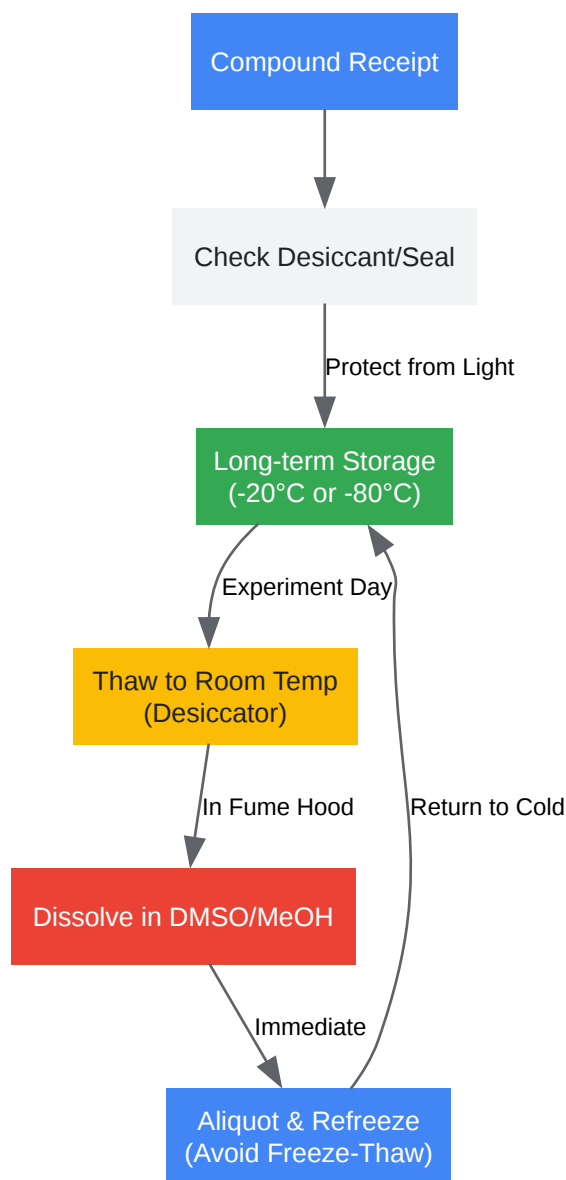 Compound Receipt
Check Desiccant/Seal
Protect from Light
Long-term Storage
(-20°C or -80°C)
Experiment Day
Thaw to Room Temp
(Desiccator)
In Fume Hood
Return to Cold
Dissolve in DMSO/MeOH
Immediate
Aliquot & Refreeze
(Avoid Freeze-Thaw)